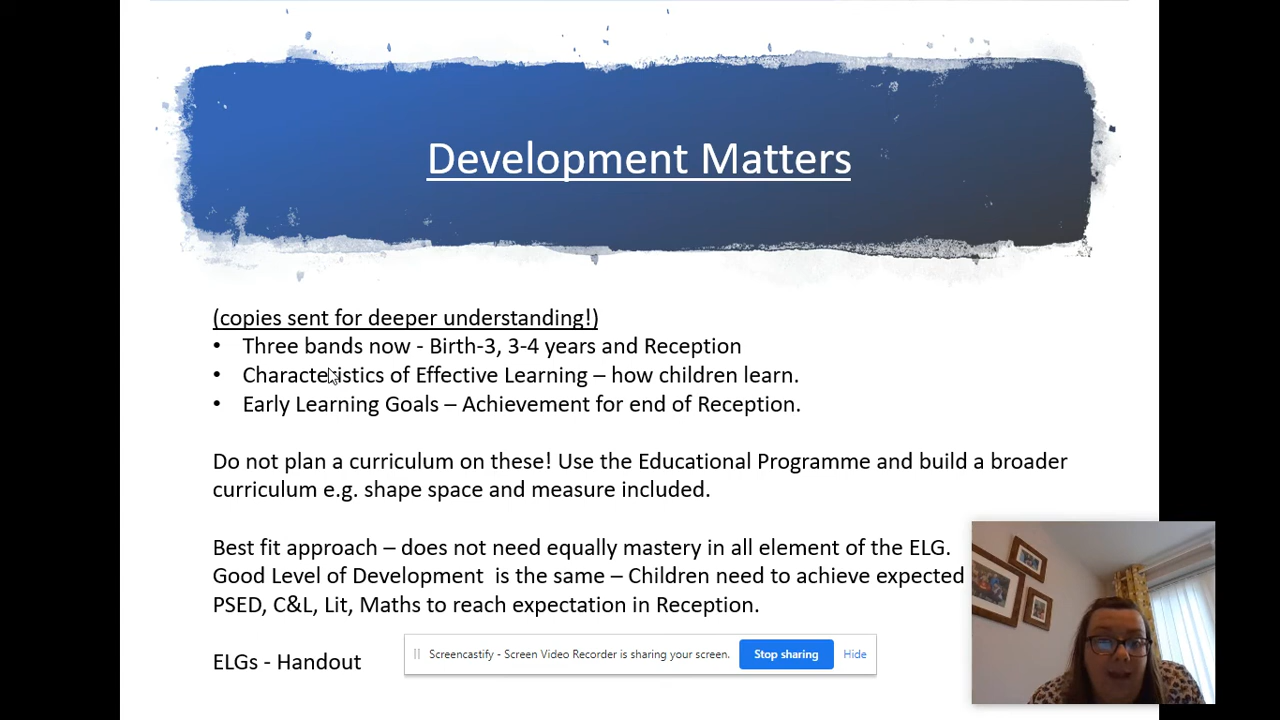 Development Matters
(copies sent for deeper understanding!)
• Three bands now - Birth-3, 3-4 years and Reception
• Characteristics of Effective Learning – how children learn.
• Early Learning Goals – Achievement for end of Reception.
Do not plan a curriculum on these! Use the Educational Programme and build a broader
curriculum e.g. shape space and measure included.
Best fit approach – does not need equally mastery in all element of the ELG.
Good Level of Development is the same – Children need to achieve expected
PSED, C&L, Lit, Maths to reach expectation in Reception.
ELGs - Handout
Screencastify - Screen Video Recorder is sharing your screen. Stop sharing Hide